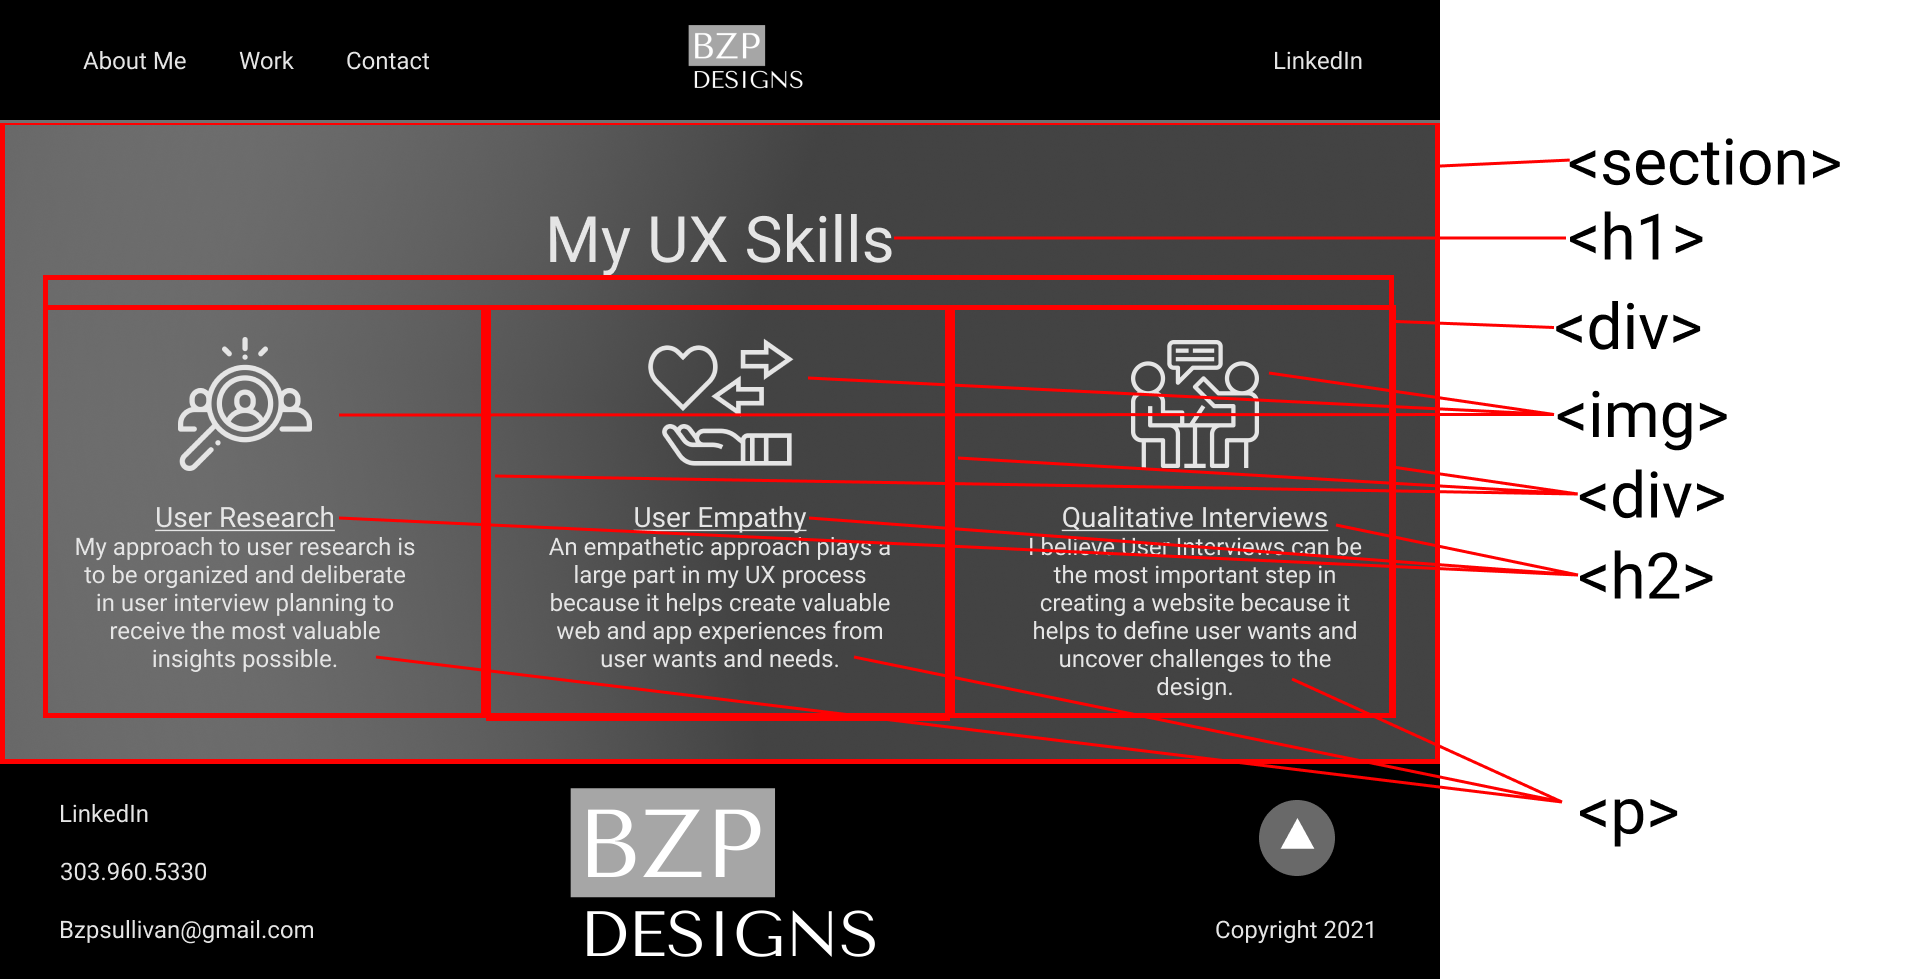 About Me
Work
Contact
BZP
DESIGNS
LinkedIn
<section>
My UX Skills
<h1>
<div>
<img>
<div>
User Research
My approach to user research is
to be organized and deliberate
in user interview planning to
receive the most valuable
insights possible.
User Empathy
An empathetic approach plays a
large part in my UX process
because it helps create valuable
web and app experiences from
user wants and needs.
Qualitative Interviews
I believe User Interviews can be
the most important step in
creating a website because it
helps to define user wants and
uncover challenges to the
design.
<h2>
<p>
LinkedIn
303.960.5330
Bzpsullivan@gmail.com
BZP
DESIGNS
Copyright 2021